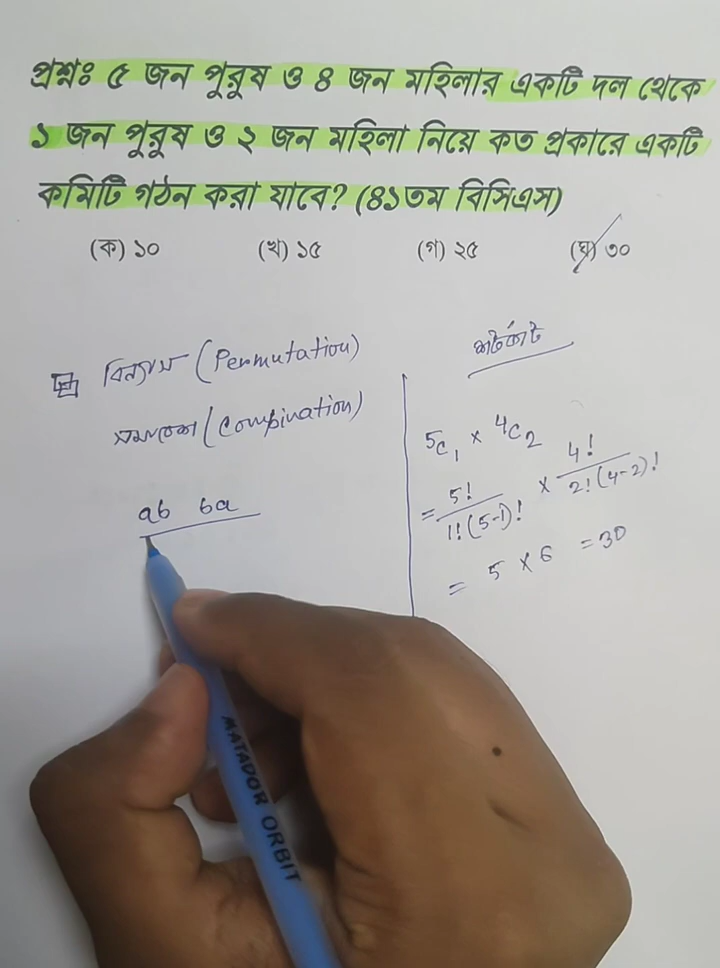 প্রশ্নঃ ৫ জন পুরুষ ও ৪ জন মহিলার একটি দল থেকে
১ জন পুরুষ ও ২ জন মহিলা নিয়ে কত প্রকারে একটি
কমিটি গঠন করা যাবে? (৪১তম বিসিএস)
(ক) ১০ (খ) ১৫ (গ) ২৫ (ঘ) ৩০
বিন্যাস (Permutation)
সমাবেশ (Combination)
ab ba
শর্টকাট
⁵C₁ × ⁴C₂
= 5!/1!(5-1)! × 4!/2!(4-2)!
= 5 × 6 = 30
MATADOR ORBIT